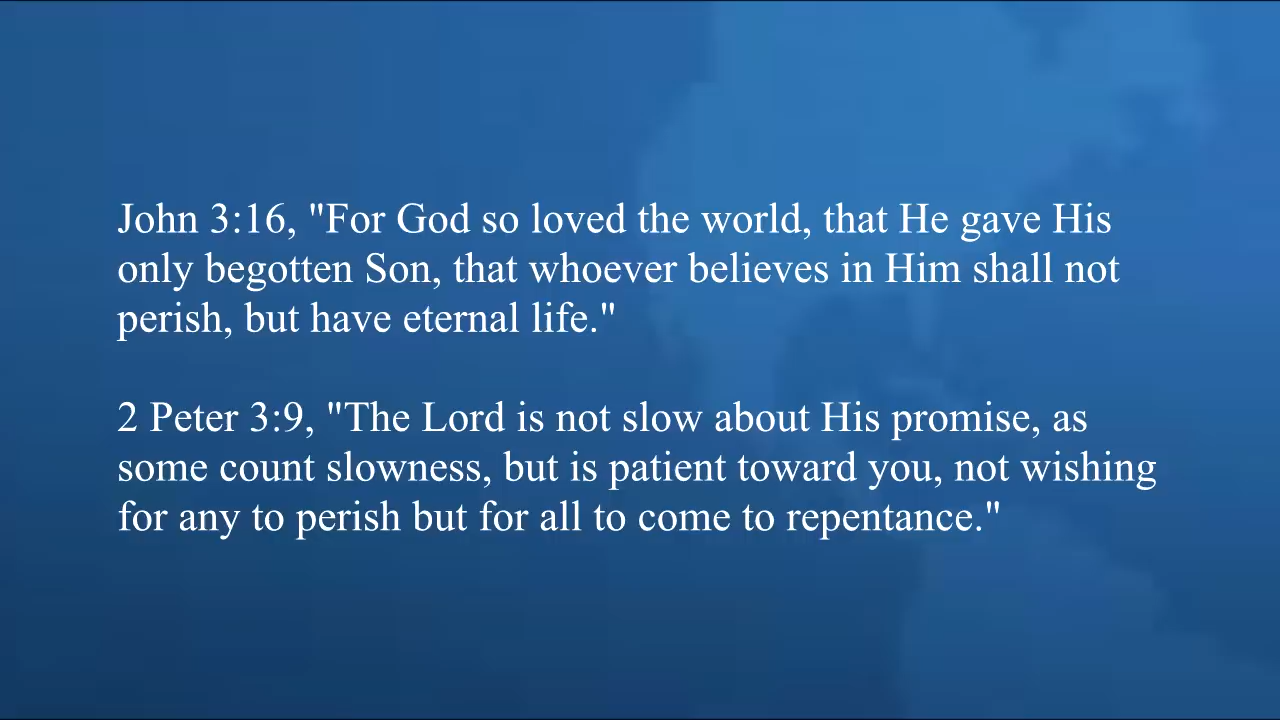 John 3:16, "For God so loved the world, that He gave His
only begotten Son, that whoever believes in Him shall not
perish, but have eternal life."
2 Peter 3:9, "The Lord is not slow about His promise, as
some count slowness, but is patient toward you, not wishing
for any to perish but for all to come to repentance."